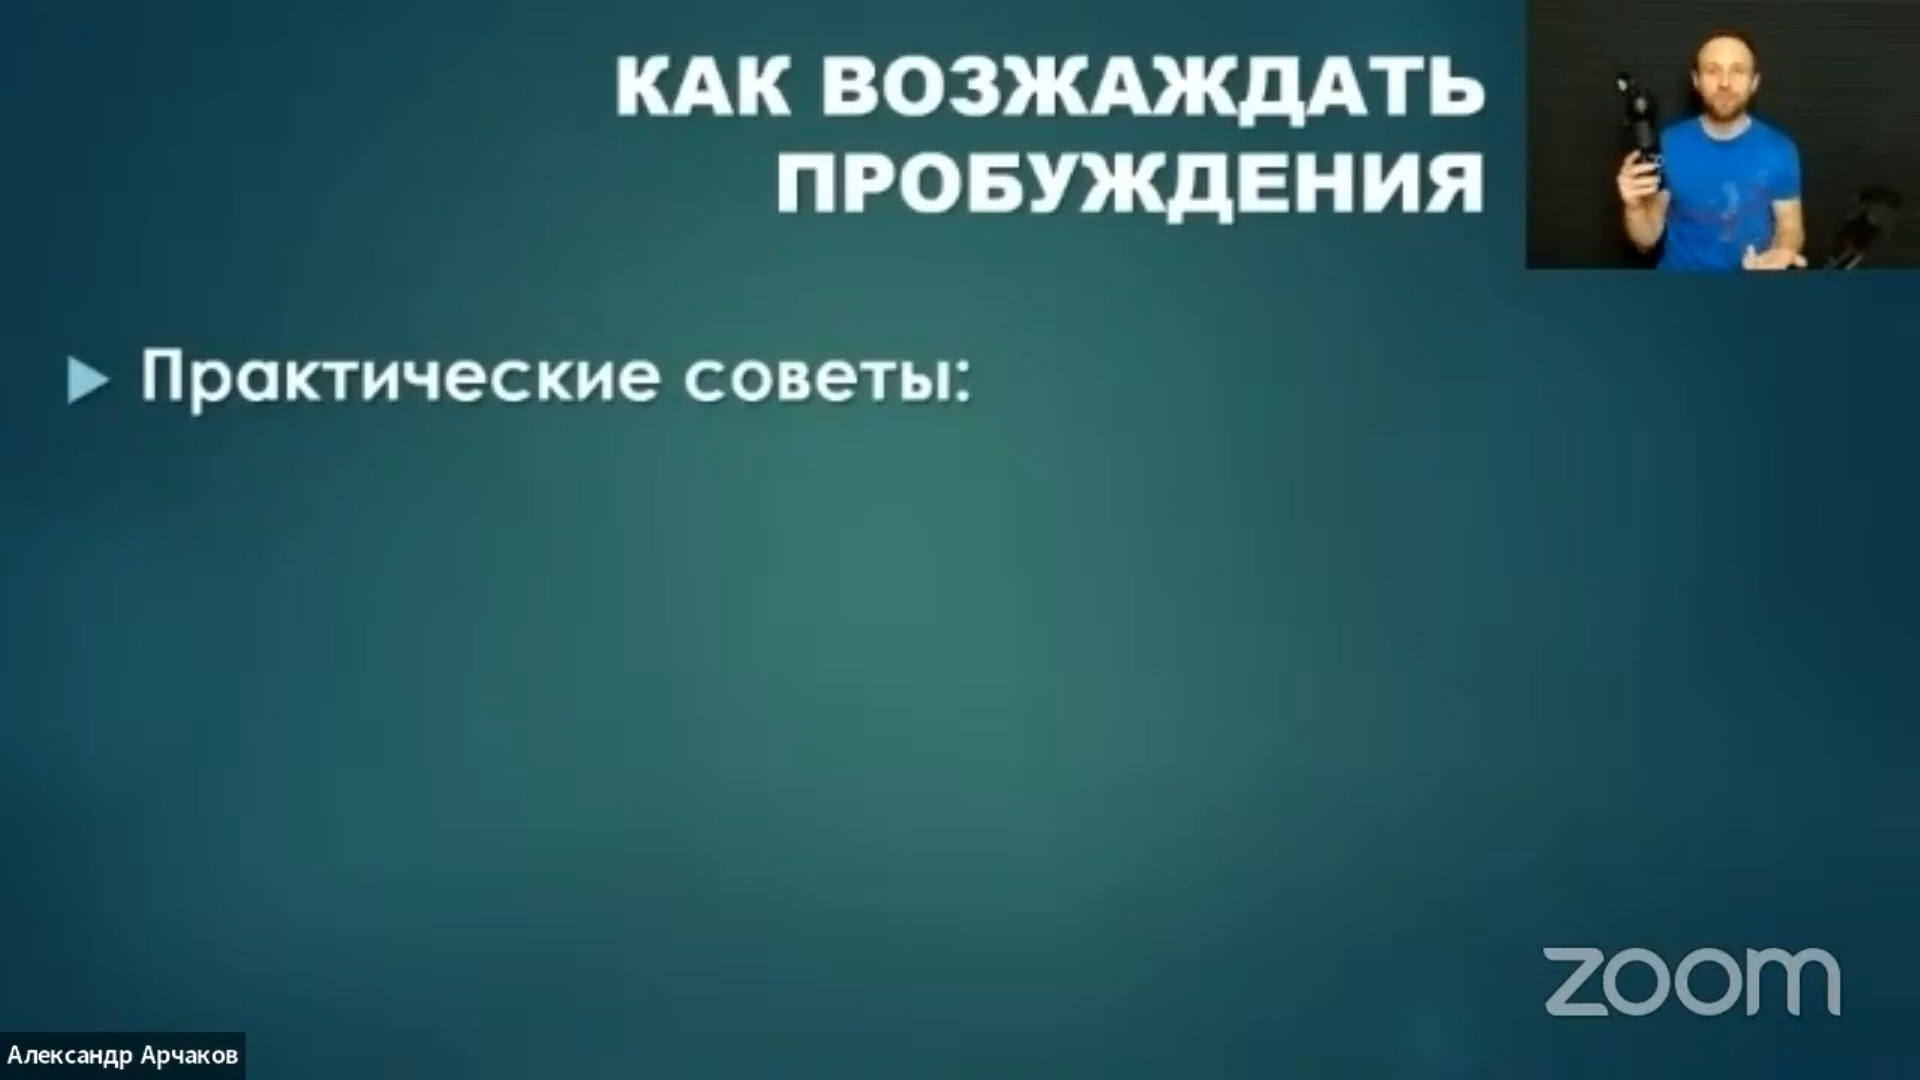 КАК ВОЗЖАЖДАТЬ
ПРОБУЖДЕНИЯ
Практические советы:
zoom
Александр Арчаков